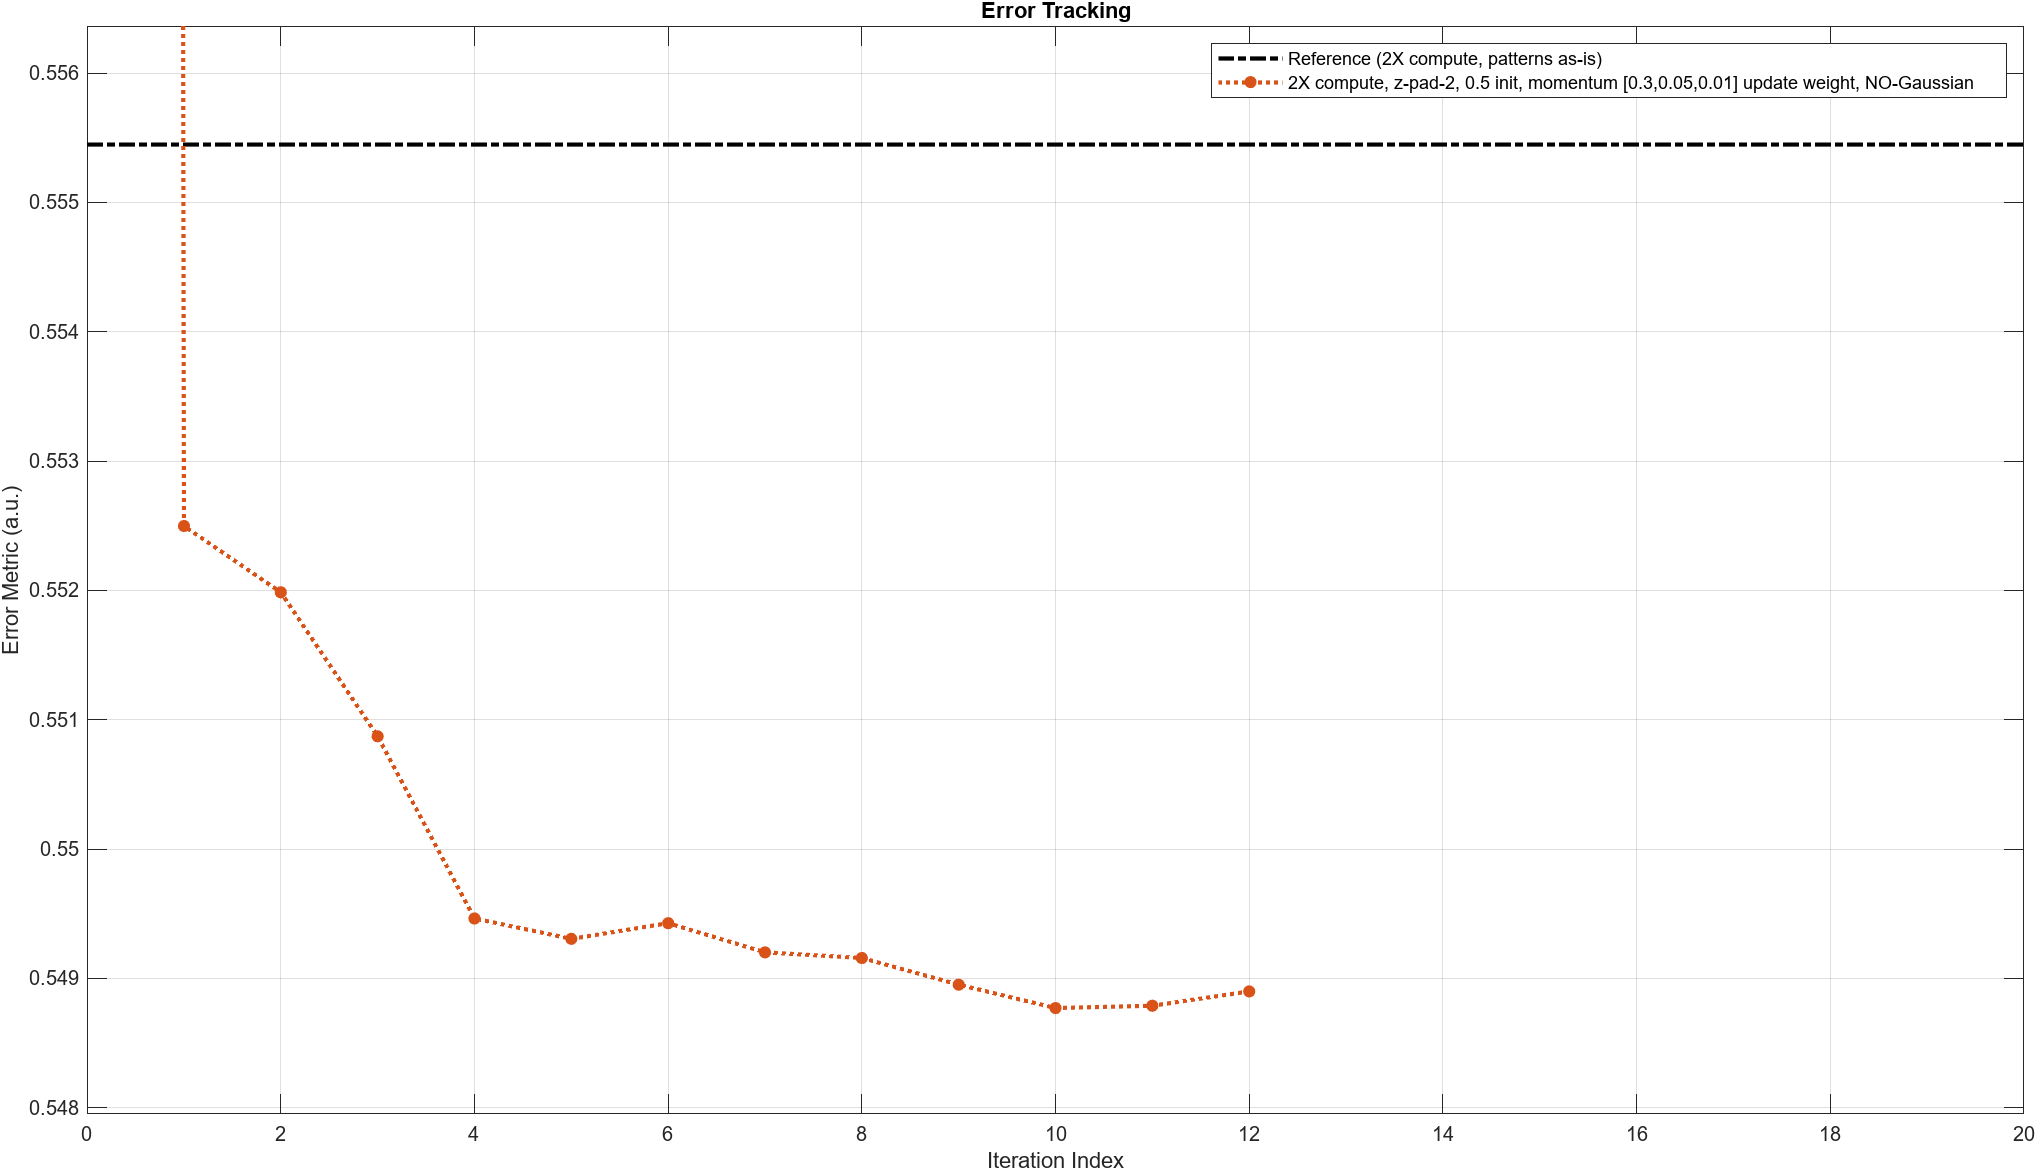 Error Tracking
Reference (2X compute, patterns as-is)
2X compute, z-pad-2, 0.5 init, momentum [0.3,0.05,0.01] update weight, NO-Gaussian
Error Metric (a.u.)
0.556
0.555
0.554
0.553
0.552
0.551
0.55
0.549
0.548
0 2 4 6 8 10 12 14 16 18 20
Iteration Index